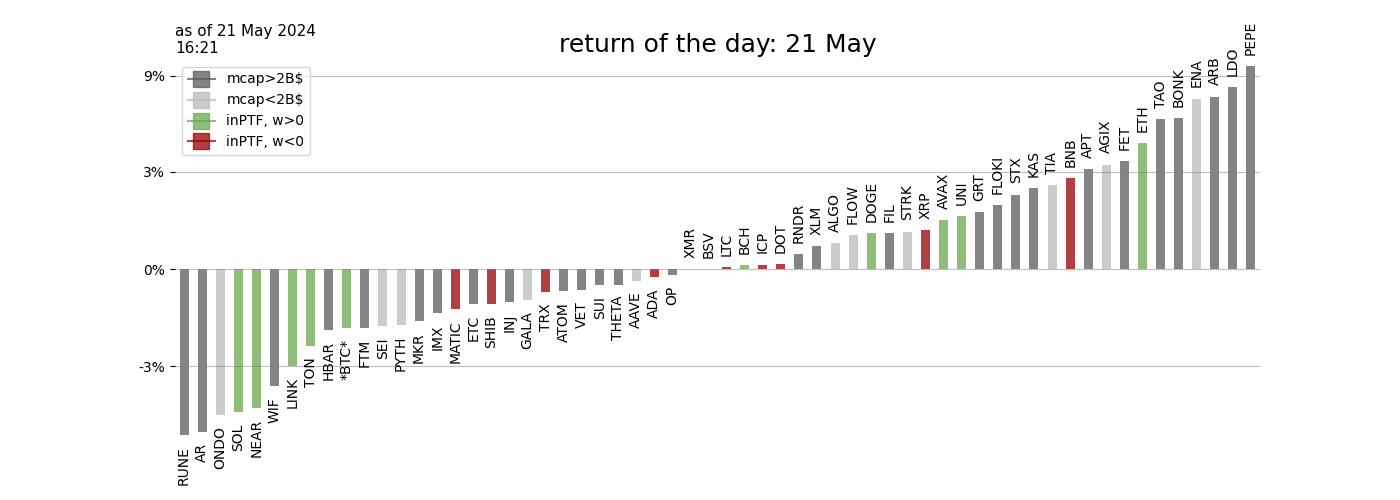 as of 21 May 2024
16:21
return of the day: 21 May
mcap>2B$
mcap<2B$
inPTF, w>0
inPTF, w<0
9%
3%
0%
-3%
RUNE
AR
ONDO
SOL
NEAR
WIF
LINK
TON
HBAR
*BTC*
FTM
SEI
PYTH
MKR
IMX
MATIC
ETC
SHIB
INJ
GALA
TRX
ATOM
VET
SUI
THETA
AAVE
ADA
OP
XMR
BSV
LTC
BCH
ICP
DOT
RNDR
XLM
ALGO
FLOW
DOGE
FIL
STRK
XRP
AVAX
UNI
GRT
FLOKI
STX
KAS
TIA
BNB
APT
AGIX
FET
ETH
TAO
BONK
ENA
ARB
LDO
PEPE